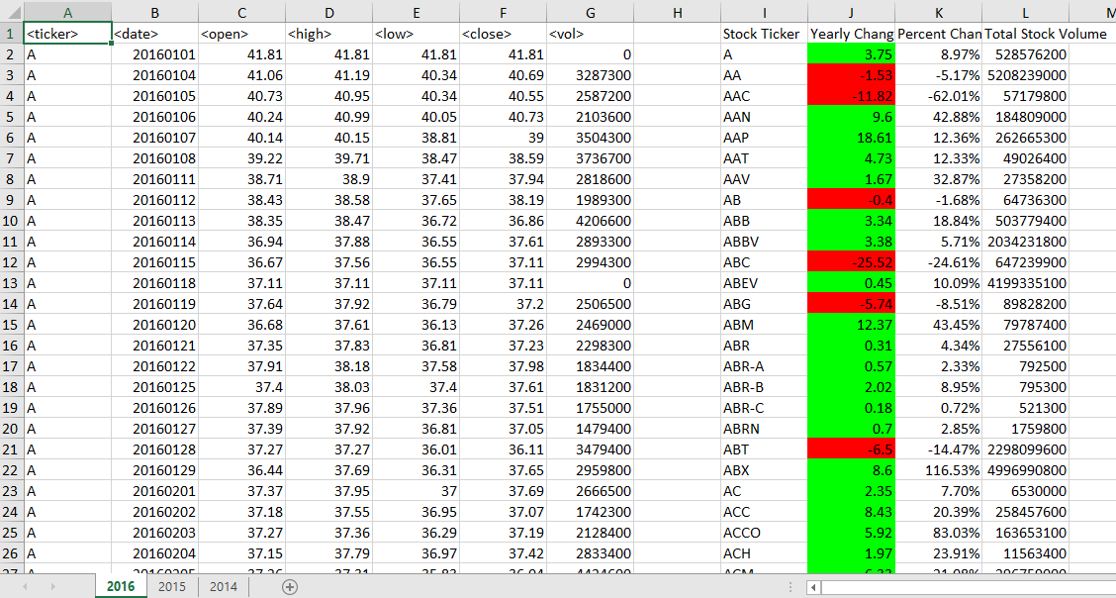 A B C D E F G H I J K L
1 <ticker> <date> <open> <high> <low> <close> <vol> Stock Ticker Yearly Chang Percent Chan Total Stock Volume
2 A 20160101 41.81 41.81 41.81 41.81 0 A 3.75 8.97% 528576200
3 A 20160104 41.06 41.19 40.34 40.69 3287300 AA -1.53 -5.17% 5208239000
4 A 20160105 40.73 40.95 40.34 40.55 2587200 AAC -11.82 -62.01% 57179800
5 A 20160106 40.24 40.99 40.05 40.73 2103600 AAN 9.6 42.88% 184809000
6 A 20160107 40.14 40.15 38.81 39 3504300 AAP 18.61 12.36% 262665300
7 A 20160108 39.22 39.71 38.47 38.59 3736700 AAT 4.73 12.33% 49026400
8 A 20160111 38.71 38.9 37.41 37.94 2818600 AAV 1.67 32.87% 27358200
9 A 20160112 38.43 38.58 37.65 38.19 1989300 AB -0.4 -1.68% 64736300
10 A 20160113 38.35 38.47 36.72 36.86 4206600 ABB 3.34 18.84% 503779400
11 A 20160114 36.94 37.88 36.55 37.61 2893300 ABBV 3.38 5.71% 2034231800
12 A 20160115 36.67 37.56 36.55 37.11 2994300 ABC -25.52 -24.61% 647239900
13 A 20160118 37.11 37.11 37.11 37.11 0 ABEV 0.45 10.09% 4199335100
14 A 20160119 37.64 37.92 36.79 37.2 2506500 ABG -5.74 -8.51% 89828200
15 A 20160120 36.68 37.61 36.13 37.26 2469000 ABM 12.37 43.45% 79787400
16 A 20160121 37.35 37.83 36.81 37.23 2298300 ABR 0.31 4.34% 27556100
17 A 20160122 37.91 38.18 37.58 37.98 1834400 ABR-A 0.57 2.33% 792500
18 A 20160125 37.4 38.03 37.4 37.61 1831200 ABR-B 2.02 8.95% 795300
19 A 20160126 37.89 37.96 37.36 37.51 1755000 ABR-C 0.18 0.72% 521300
20 A 20160127 37.39 37.92 36.81 37.05 1479400 ABRN 0.7 2.85% 1759800
21 A 20160128 37.27 37.27 36.01 36.11 3479400 ABT -6.5 -14.47% 2298099600
22 A 20160129 36.44 37.69 36.31 37.65 2959800 ABX 8.6 116.53% 4996990800
23 A 20160201 37.37 37.95 37 37.69 2666500 AC 2.35 7.70% 6530000
24 A 20160202 37.18 37.55 36.95 37.07 1742300 ACC 8.43 20.39% 258457600
25 A 20160203 37.27 37.36 36.29 37.19 2128400 ACCO 5.92 83.03% 163653100
26 A 20160204 37.15 37.79 36.97 37.42 2833400 ACH 1.97 23.91% 11563400
2016 2015 2014